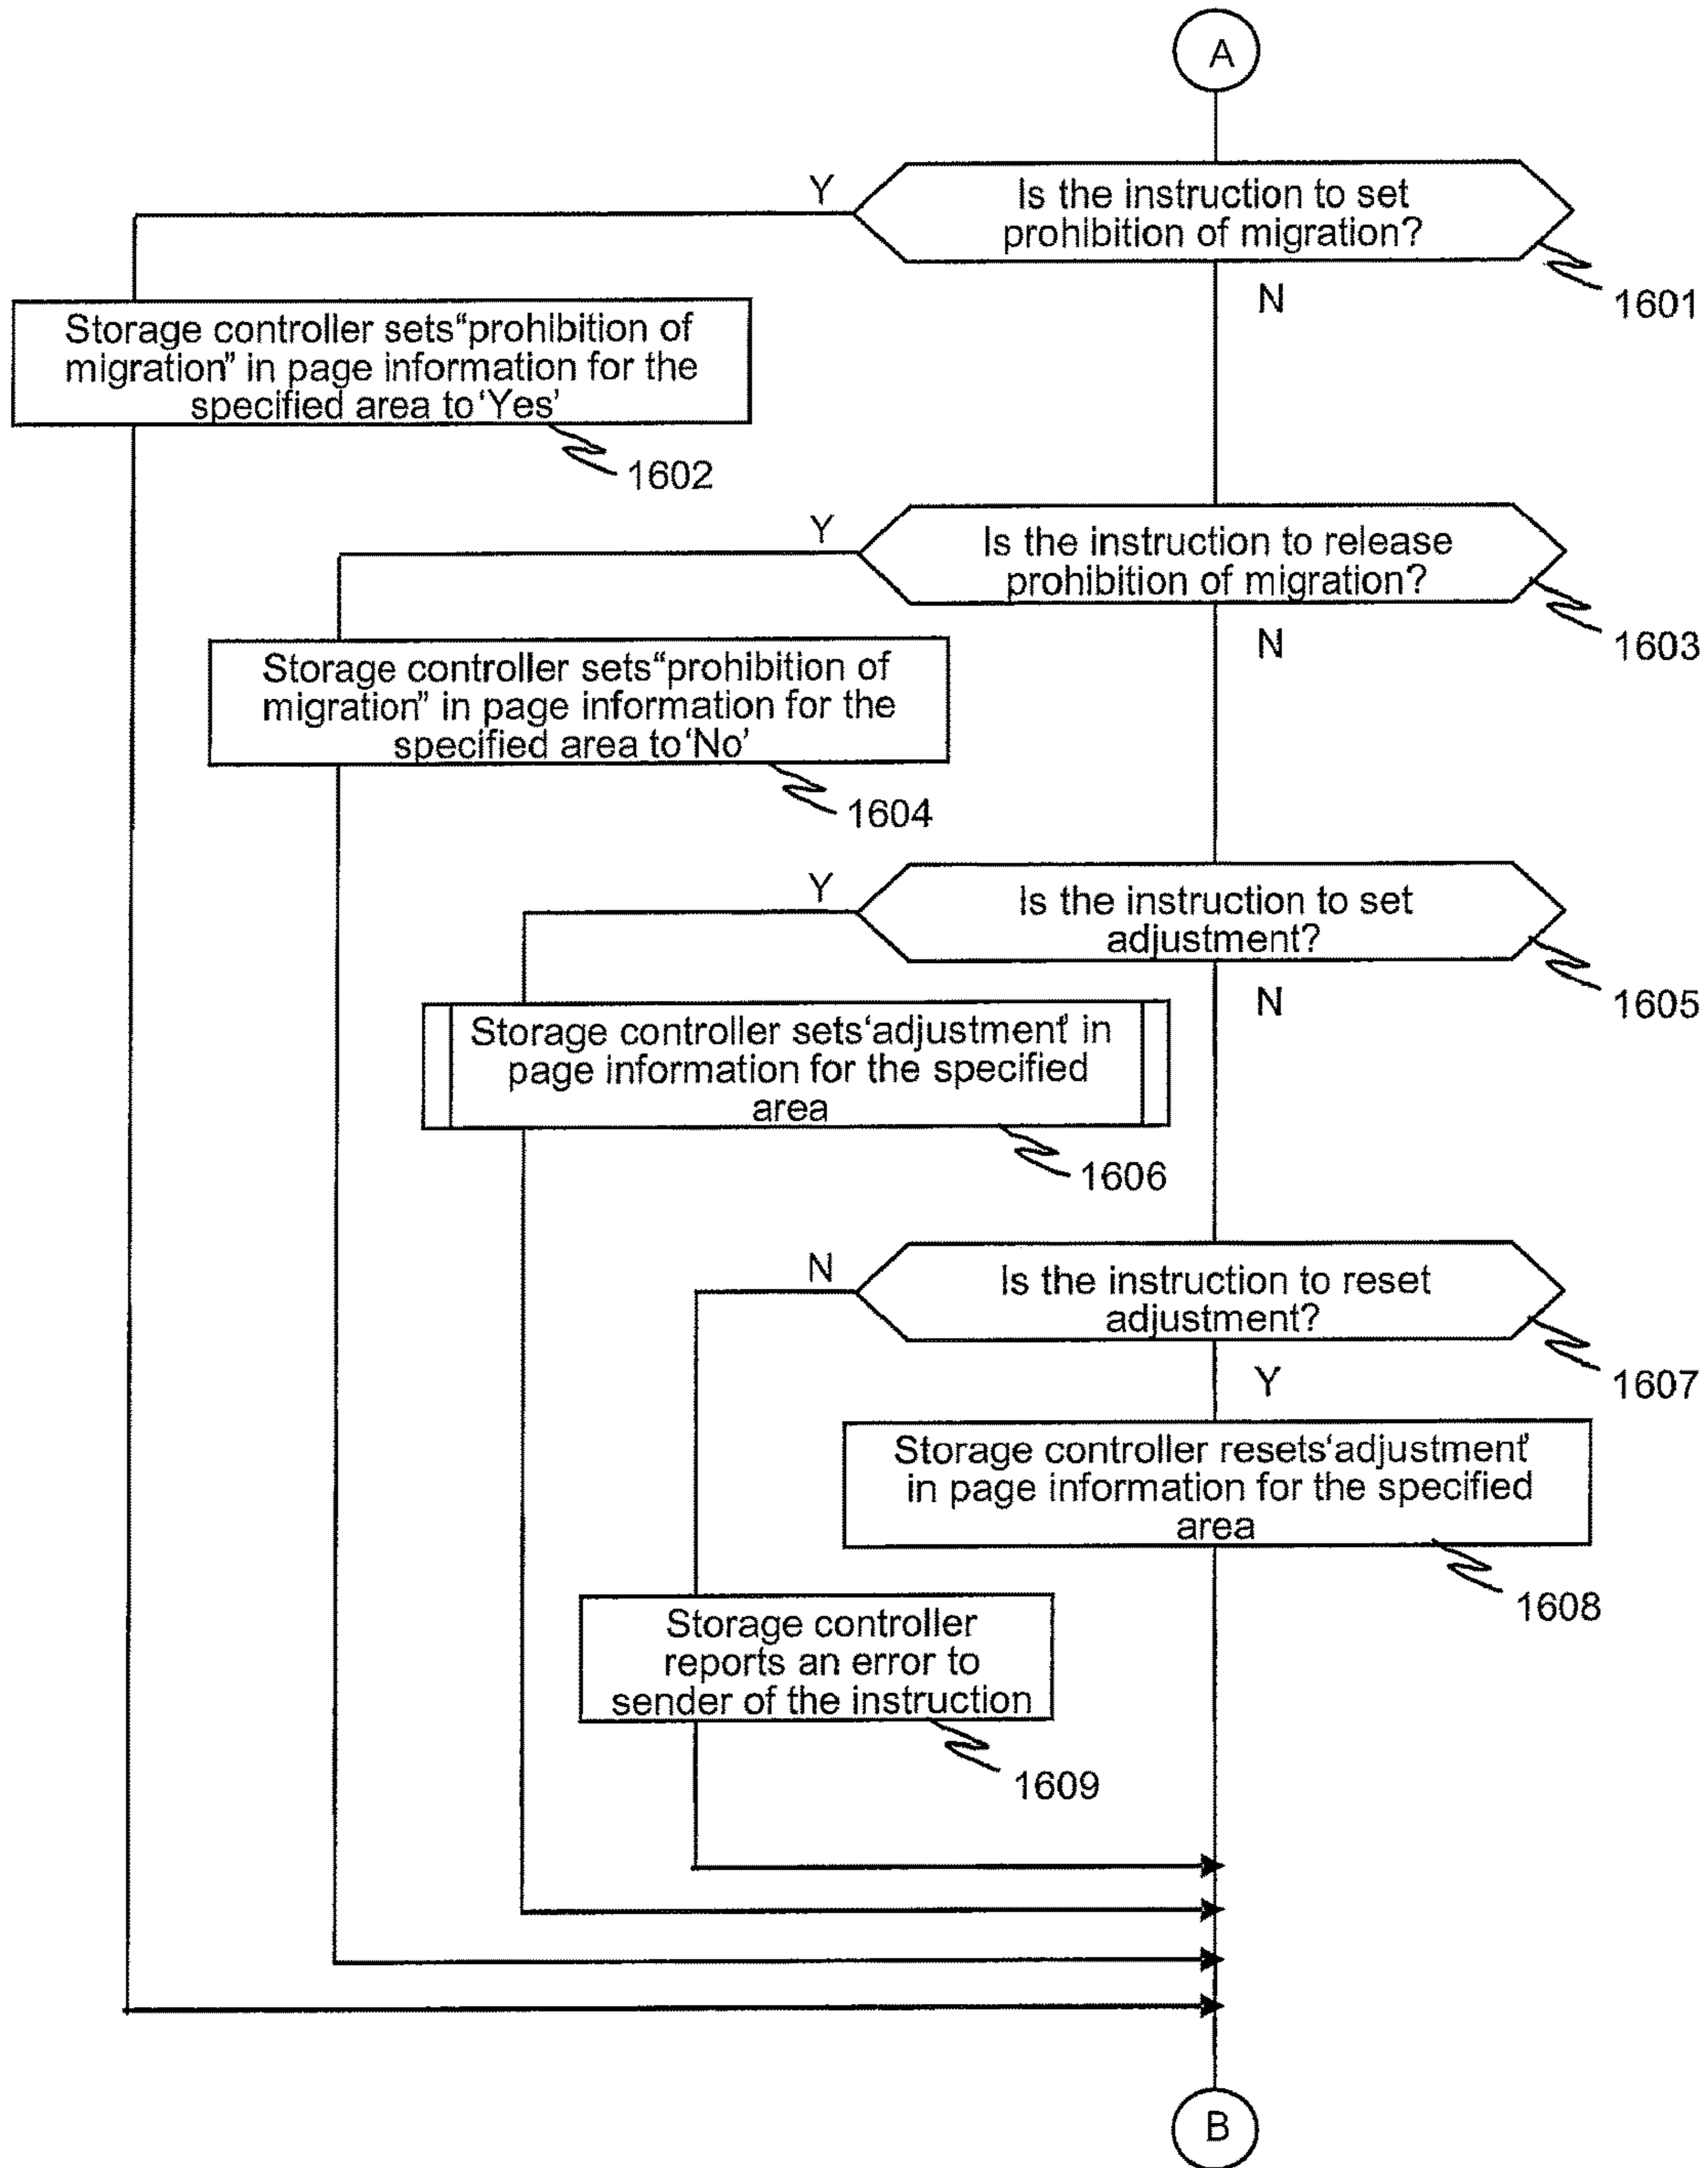 A
Y
Is the instruction to set
prohibition of migration?
1601
N
Storage controller sets“prohibition of
migration” in page information for the
specified area to‘Yes’
1602
Y
Is the instruction to release
prohibition of migration?
1603
N
Storage controller sets“prohibition of
migration” in page information for the
specified area to‘No’
1604
Y
Is the instruction to set
adjustment?
1605
N
Storage controller sets‘adjustment’ in
page information for the specified
area
1606
N
Is the instruction to reset
adjustment?
1607
Y
Storage controller resets‘adjustment’
in page information for the specified
area
1608
Storage controller
reports an error to
sender of the instruction
1609
B